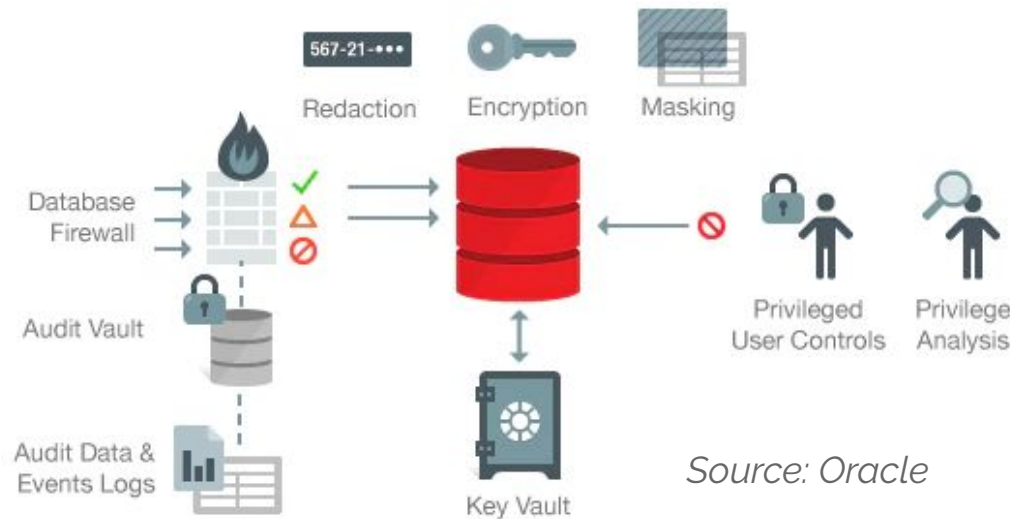 567-21-•••
Redaction
Encryption
Masking
Database
Firewall
Audit Vault
Privileged
User Controls
Privilege
Analysis
Audit Data &
Events Logs
Key Vault
Source: Oracle